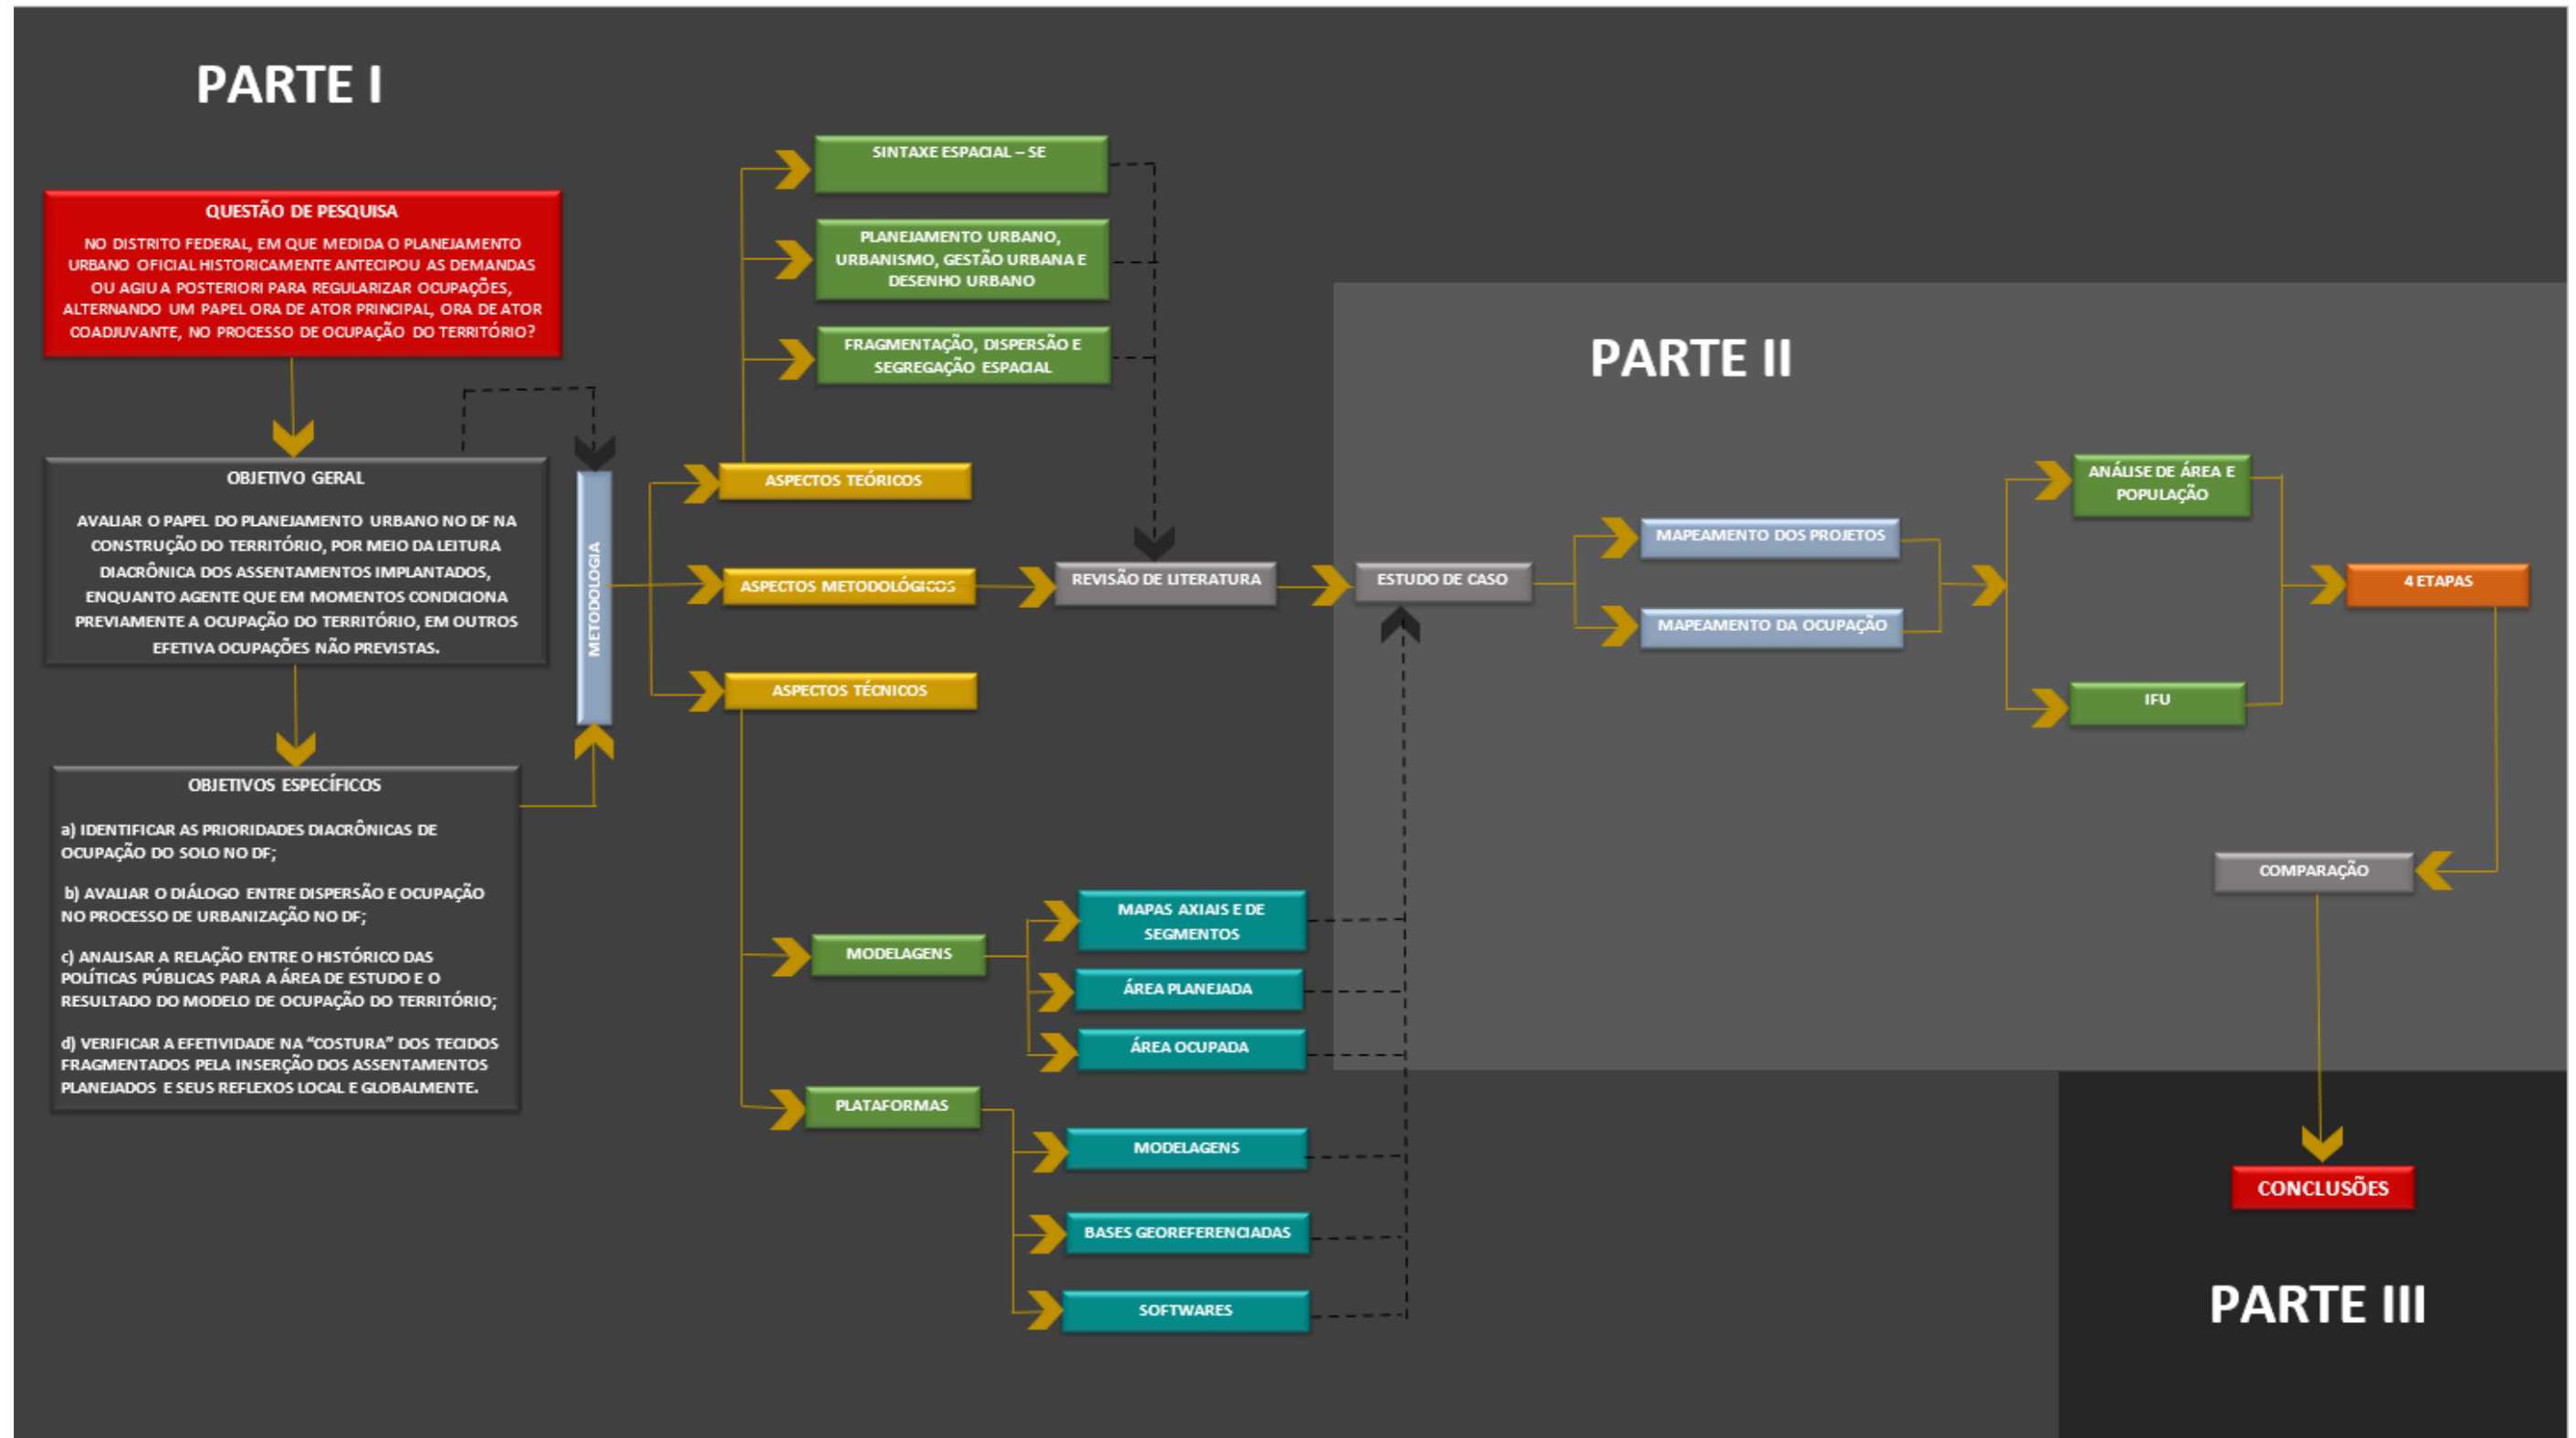 PARTE I
QUESTÃO DE PESQUISA
NO DISTRITO FEDERAL, EM QUE MEDIDA O PLANEJAMENTO
URBANO OFICIAL HISTORICAMENTE ANTECIPOU AS DEMANDAS
OU AGIU A POSTERIORI PARA REGULARIZAR OCUPAÇÕES,
ALTERNANDO UM PAPEL ORA DE ATOR PRINCIPAL, ORA DE ATOR
COADJUVANTE, NO PROCESSO DE OCUPAÇÃO DO TERRITÓRIO?
OBJETIVO GERAL
AVALIAR O PAPEL DO PLANEJAMENTO URBANO NO DF NA
CONSTRUÇÃO DO TERRITÓRIO, POR MEIO DA LEITURA
DIACRÔNICA DOS ASSENTAMENTOS IMPLANTADOS,
ENQUANTO AGENTE QUE EM MOMENTOS CONDICIONA
PREVIAMENTE A OCUPAÇÃO DO TERRITÓRIO, EM OUTROS
EFETIVA OCUPAÇÕES NÃO PREVISTAS.
OBJETIVOS ESPECÍFICOS
a) IDENTIFICAR AS PRIORIDADES DIACRÔNICAS DE
OCUPAÇÃO DO SOLO NO DF;
b) AVALIAR O DIÁLOGO ENTRE DISPERSÃO E OCUPAÇÃO
NO PROCESSO DE URBANIZAÇÃO NO DF;
c) ANALISAR A RELAÇÃO ENTRE O HISTÓRICO DAS
POLÍTICAS PÚBLICAS PARA A ÁREA DE ESTUDO E O
RESULTADO DO MODELO DE OCUPAÇÃO DO TERRITÓRIO;
d) VERIFICAR A EFETIVIDADE NA “COSTURA” DOS TECIDOS
FRAGMENTADOS PELA INSERÇÃO DOS ASSENTAMENTOS
PLANEJADOS E SEUS REFLEXOS LOCAL E GLOBALMENTE.
METODOLOGIA
SINTAXE ESPACIAL – SE
PLANEJAMENTO URBANO,
URBANISMO, GESTÃO URBANA E
DESENHO URBANO
FRAGMENTAÇÃO, DISPERSÃO E
SEGREGAÇÃO ESPACIAL
ASPECTOS TEÓRICOS
ASPECTOS METODOLÓGICOS
ASPECTOS TÉCNICOS
REVISÃO DE LITERATURA
MODELAGENS
MAPAS AXIAIS E DE
SEGMENTOS
ÁREA PLANEJADA
ÁREA OCUPADA
PLATAFORMAS
MODELAGENS
BASES GEOREFERENCIADAS
SOFTWARES
PARTE II
ESTUDO DE CASO
MAPEAMENTO DOS PROJETOS
MAPEAMENTO DA OCUPAÇÃO
ANÁLISE DE ÁREA E
POPULAÇÃO
IFU
4 ETAPAS
COMPARAÇÃO
CONCLUSÕES
PARTE III